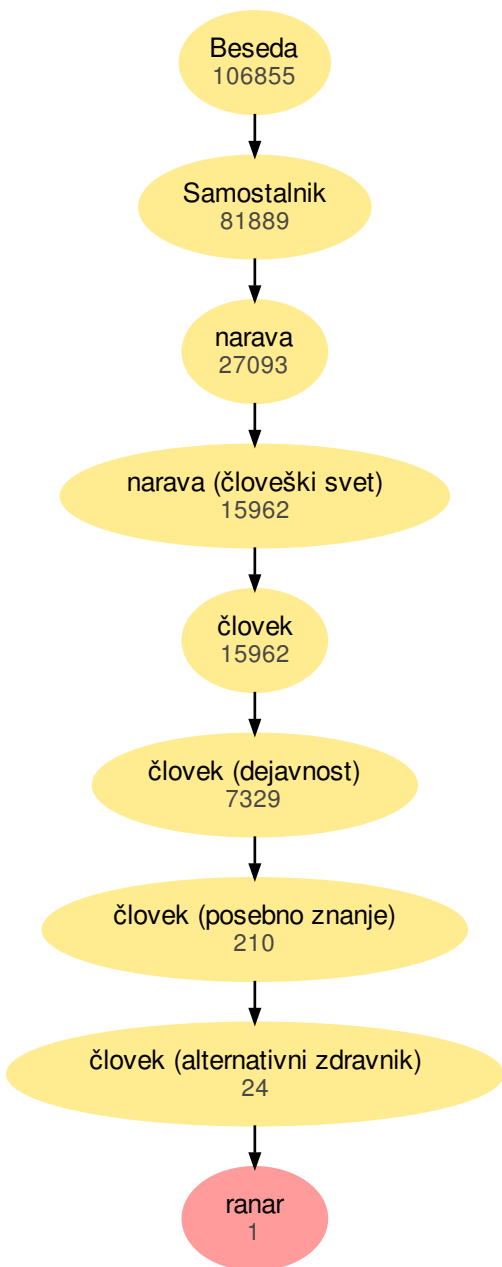 Beseda
106855
Samostalnik
81889
narava
27093
narava (človeški svet)
15962
človek
15962
človek (dejavnost)
7329
človek (posebno znanje)
210
človek (alternativni zdravnik)
24
ranar
1